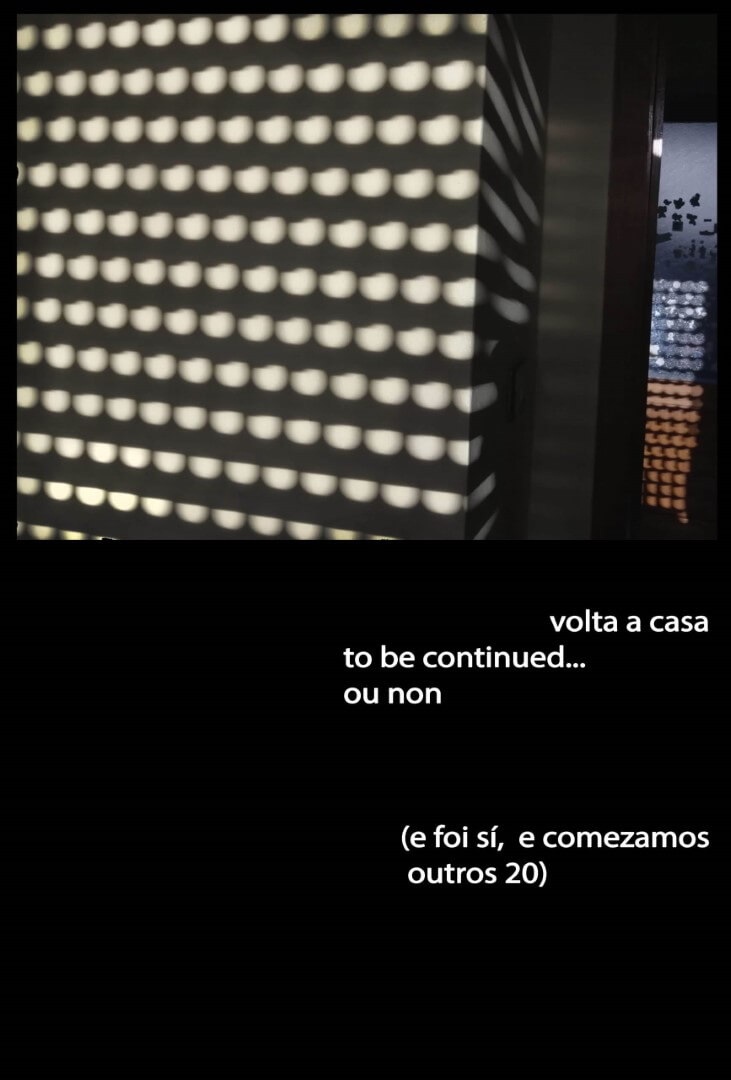 volta a casa
to be continued...
ou non
(e foi sí, e comezamos
outros 20)